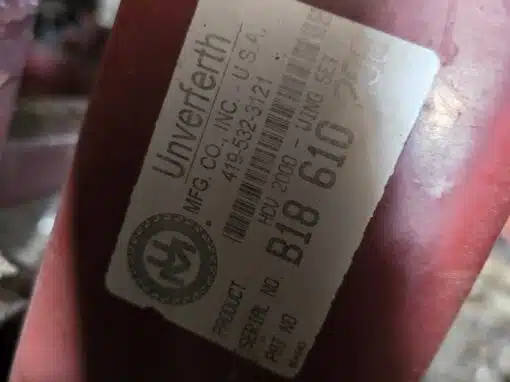 Unverferth
MFG. CO., INC. - U.S.A.
419-532-3121
PRODUCT HCV 2000 - WING SET
SERIAL NO. B18 610
PAT NO